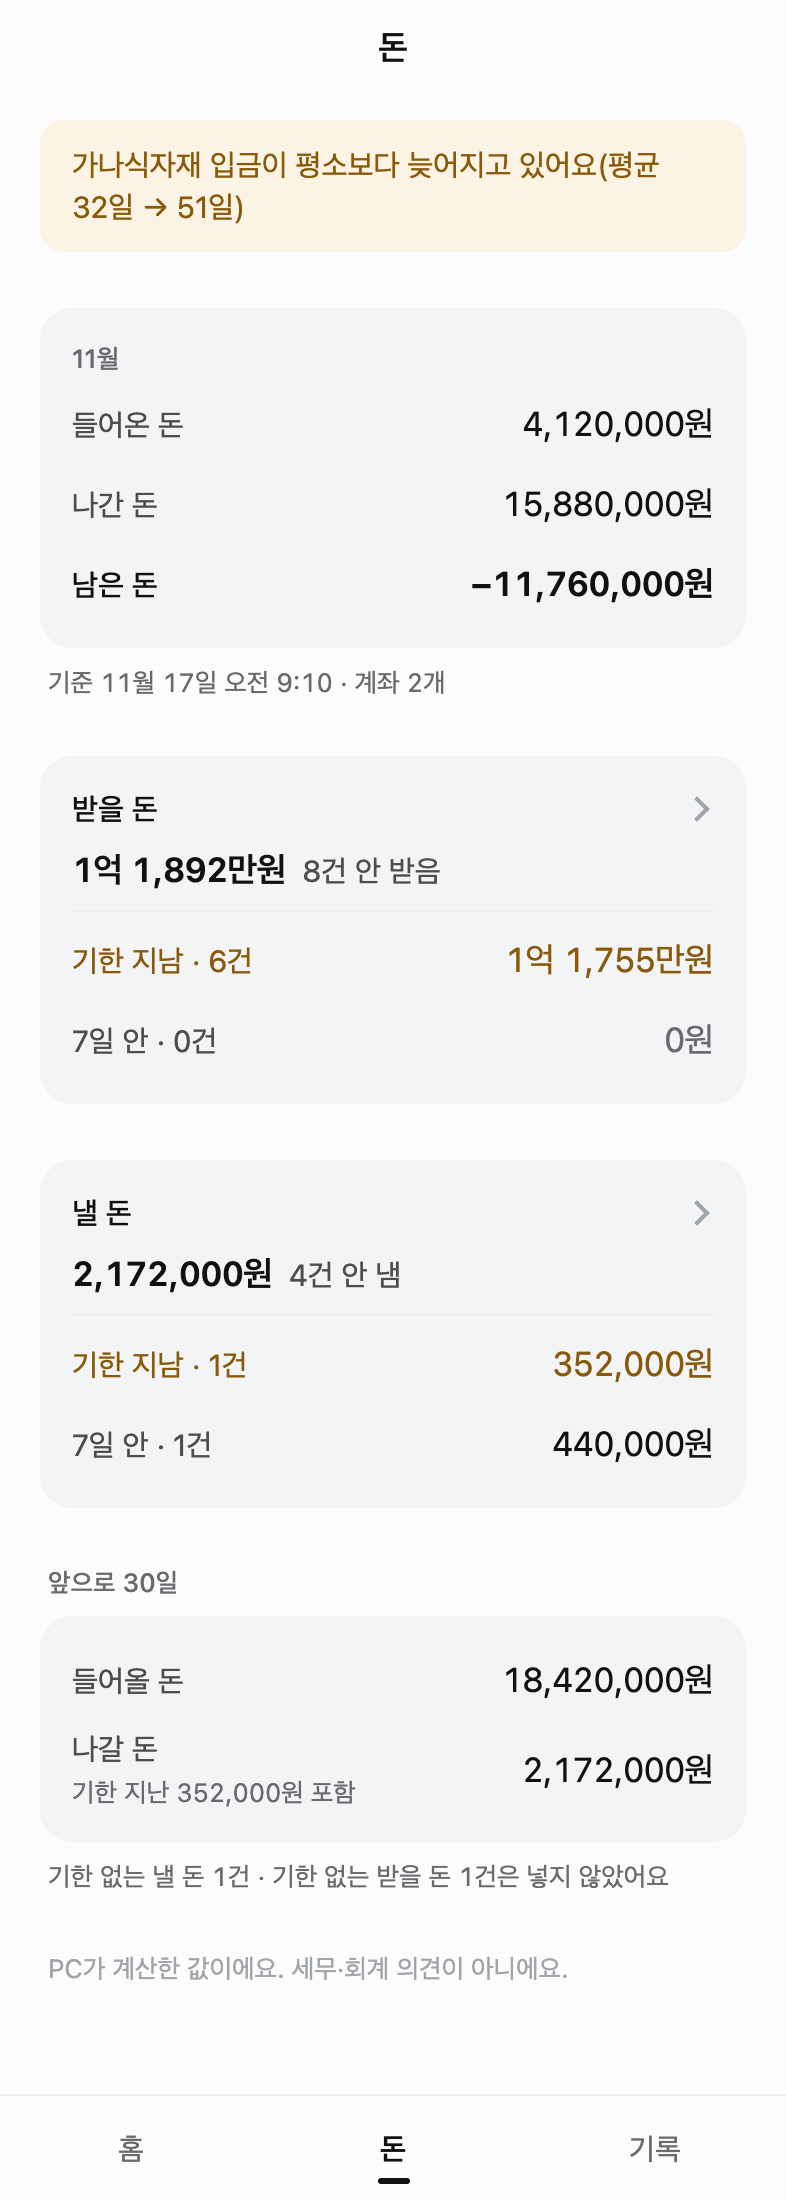 돈
가나식자재 입금이 평소보다 늦어지고 있어요(평균
32일 → 51일)
11월
들어온 돈 4,120,000원
나간 돈 15,880,000원
남은 돈 −11,760,000원
기준 11월 17일 오전 9:10 · 계좌 2개
받을 돈
1억 1,892만원 8건 안 받음
기한 지남 · 6건 1억 1,755만원
7일 안 · 0건 0원
낼 돈
2,172,000원 4건 안 냄
기한 지남 · 1건 352,000원
7일 안 · 1건 440,000원
앞으로 30일
들어올 돈 18,420,000원
나갈 돈 2,172,000원
기한 지난 352,000원 포함
기한 없는 낼 돈 1건 · 기한 없는 받을 돈 1건은 넣지 않았어요
PC가 계산한 값이에요. 세무·회계 의견이 아니에요.
홈 돈 기록